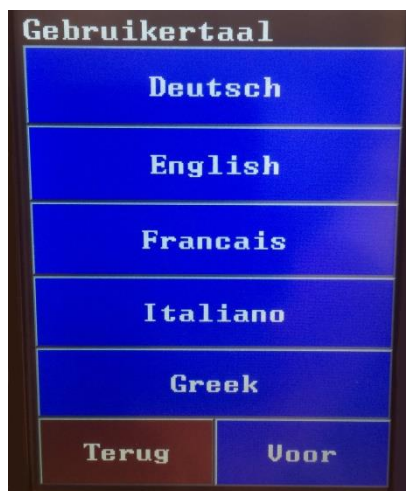 Gebruikertaal
Deutsch
English
Francais
Italiano
Greek
Terug Voor